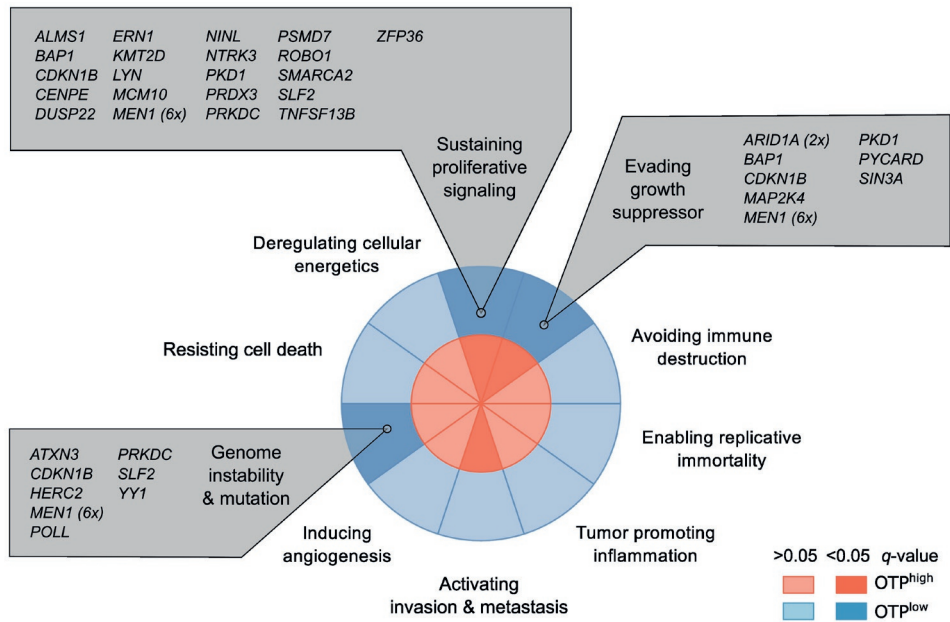 ALMS1 ERN1 NINL PSMD7 ZFP36
BAP1 KMT2D NTRK3 ROBO1
CDKN1B LYN PKD1 SMARCA2
CENPE MCM10 PRDX3 SLF2
DUSP22 MEN1 (6x) PRKDC TNFSF13B
Sustaining
proliferative
signaling
Evading
growth
suppressor
ARID1A (2x) PKD1
BAP1 PYCARD
CDKN1B SIN3A
MAP2K4
MEN1 (6x)
Deregulating cellular
energetics
Avoiding immune
destruction
Resisting cell death
Enabling replicative
immortality
ATXN3 PRKDC
CDKN1B SLF2
HERC2 YY1
MEN1 (6x)
POLL
Genome
instability
& mutation
Inducing
angiogenesis
Tumor promoting
inflammation
Activating
invasion & metastasis
>0.05 <0.05 q-value
OTPhigh
OTPlow